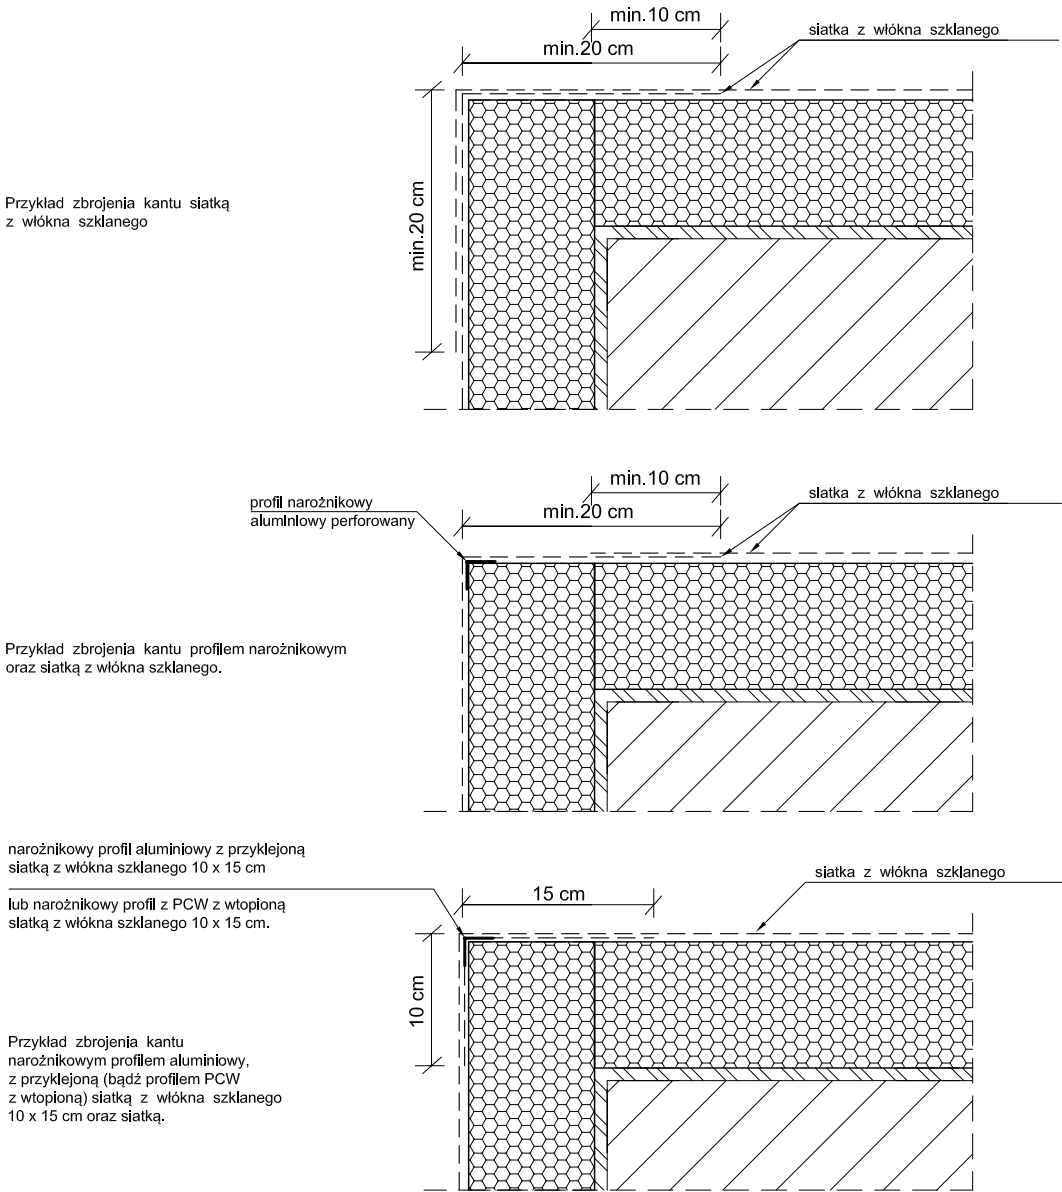 min.10 cm
siatka z włókna szklanego
min.20 cm
min.20 cm
Przykład zbrojenia kantu siatką
z włókna szklanego
min.10 cm
siatka z włókna szklanego
profil narożnikowy
aluminiowy perforowany
min.20 cm
Przykład zbrojenia kantu profilem narożnikowym
oraz siatką z włókna szklanego.
narożnikowy profil aluminiowy z przyklejoną
siatką z włókna szklanego 10 x 15 cm
lub narożnikowy profil z PCW z wtopioną
siatką z włókna szklanego 10 x 15 cm.
15 cm
siatka z włókna szklanego
10 cm
Przykład zbrojenia kantu
narożnikowym profilem aluminiowy,
z przyklejoną (bądź profilem PCW
z wtopioną) siatką z włókna szklanego
10 x 15 cm oraz siatką.